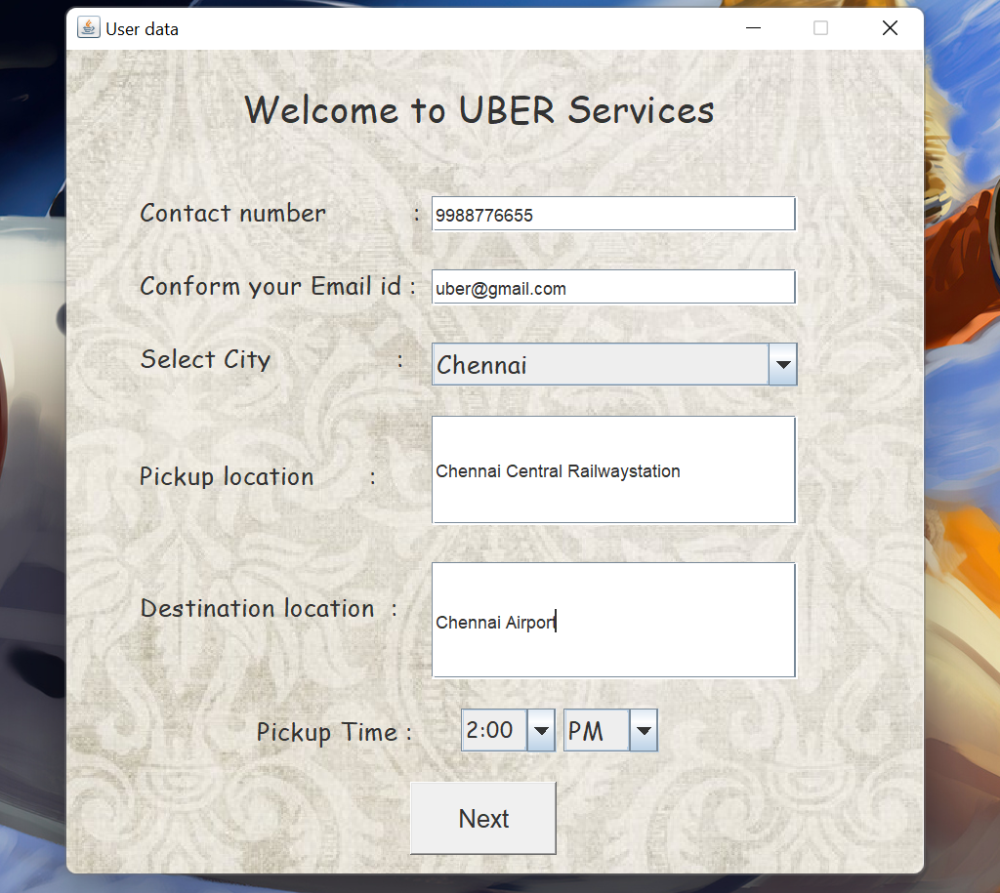 User data
Welcome to UBER Services
Contact number : 9988776655
Conform your Email id : uber@gmail.com
Select City : Chennai
Pickup location : Chennai Central Railwaystation
Destination location : Chennai Airport
Pickup Time : 2:00 PM
Next